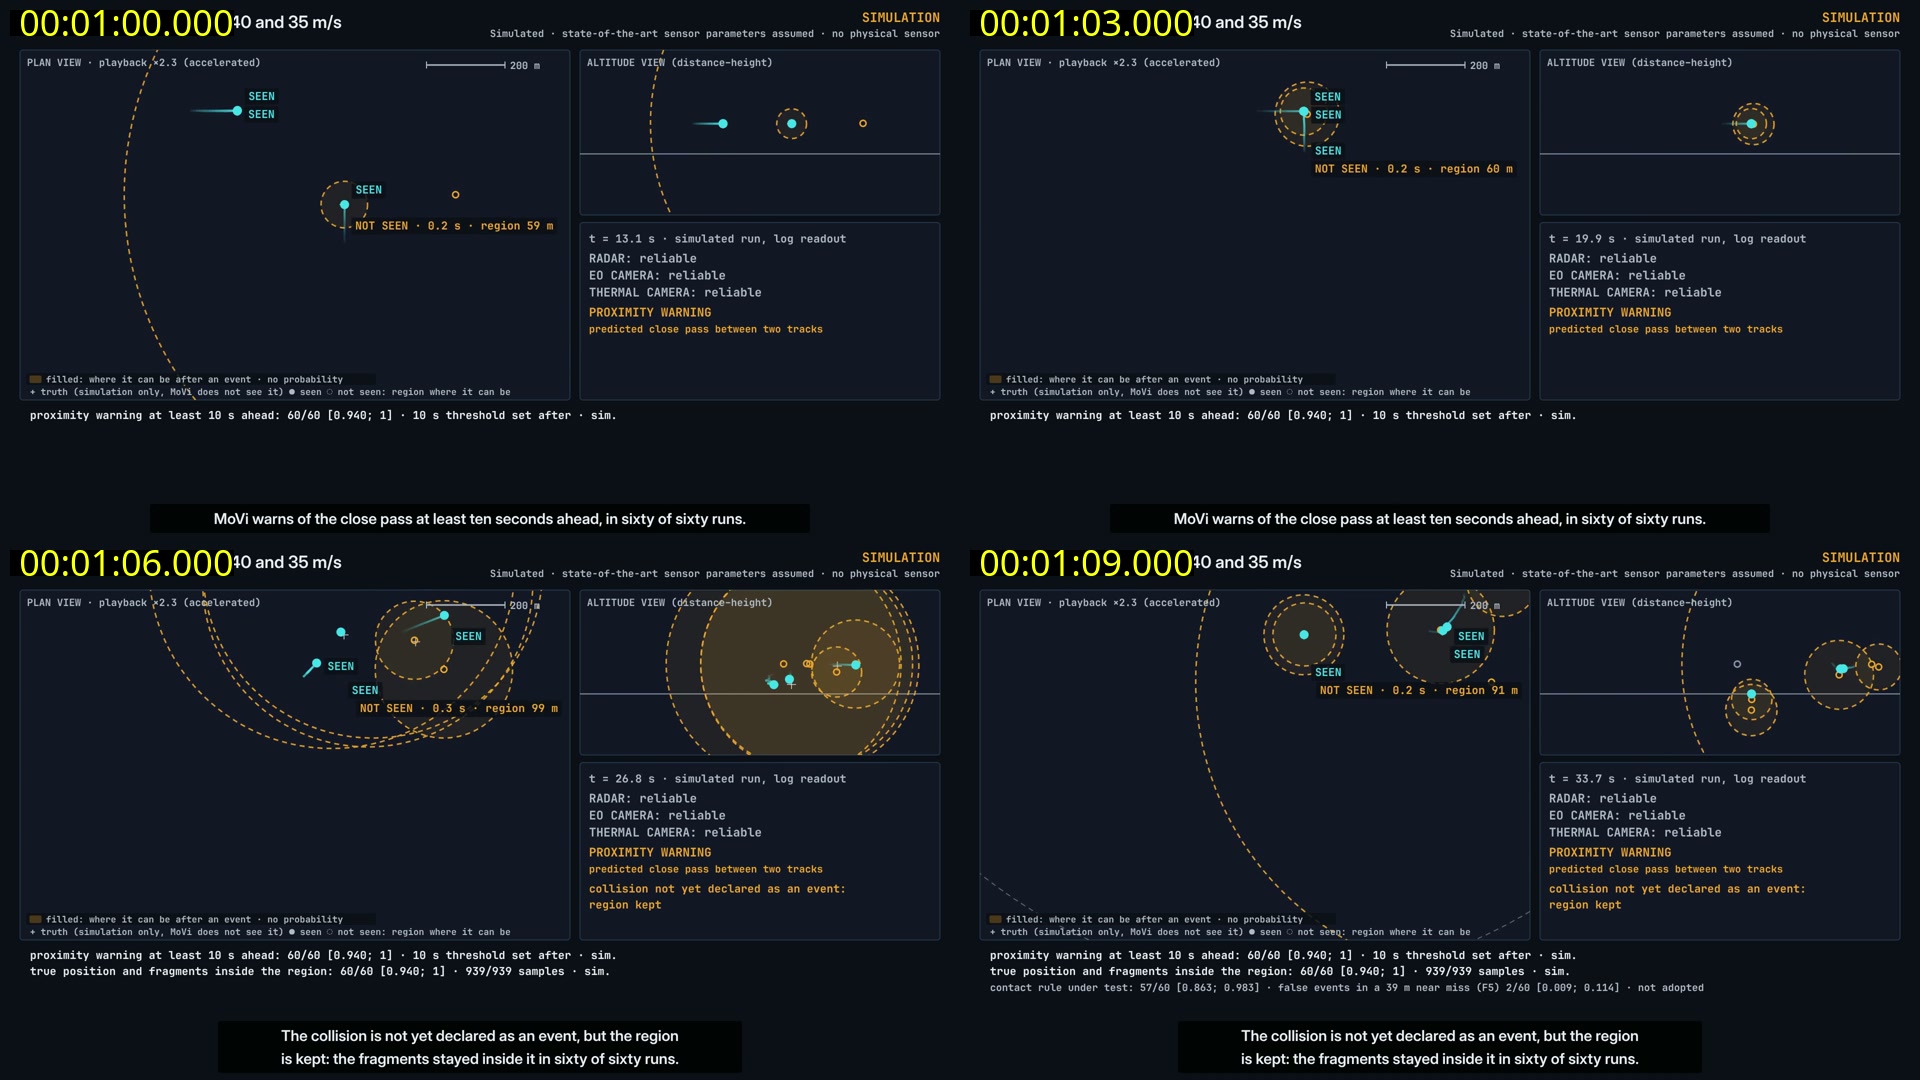 00:01:00.000 40 and 35 m/s
SIMULATION
Simulated · state-of-the-art sensor parameters assumed · no physical sensor
PLAN VIEW · playback ×2.3 (accelerated)
200 m
SEEN
SEEN
SEEN
NOT SEEN · 0.2 s · region 59 m
filled: where it can be after an event · no probability
+ truth (simulation only, MoVi does not see it) ● seen ◌ not seen: region where it can be
ALTITUDE VIEW (distance-height)
t = 13.1 s · simulated run, log readout
RADAR: reliable
EO CAMERA: reliable
THERMAL CAMERA: reliable
PROXIMITY WARNING
predicted close pass between two tracks
proximity warning at least 10 s ahead: 60/60 [0.940; 1] · 10 s threshold set after · sim.
MoVi warns of the close pass at least ten seconds ahead, in sixty of sixty runs.
00:01:03.000 40 and 35 m/s
SIMULATION
Simulated · state-of-the-art sensor parameters assumed · no physical sensor
PLAN VIEW · playback ×2.3 (accelerated)
200 m
SEEN
SEEN
SEEN
NOT SEEN · 0.2 s · region 60 m
filled: where it can be after an event · no probability
+ truth (simulation only, MoVi does not see it) ● seen ◌ not seen: region where it can be
ALTITUDE VIEW (distance-height)
t = 19.9 s · simulated run, log readout
RADAR: reliable
EO CAMERA: reliable
THERMAL CAMERA: reliable
PROXIMITY WARNING
predicted close pass between two tracks
proximity warning at least 10 s ahead: 60/60 [0.940; 1] · 10 s threshold set after · sim.
MoVi warns of the close pass at least ten seconds ahead, in sixty of sixty runs.
00:01:06.000 40 and 35 m/s
SIMULATION
Simulated · state-of-the-art sensor parameters assumed · no physical sensor
PLAN VIEW · playback ×2.3 (accelerated)
200 m
SEEN
SEEN
SEEN
NOT SEEN · 0.3 s · region 99 m
filled: where it can be after an event · no probability
+ truth (simulation only, MoVi does not see it) ● seen ◌ not seen: region where it can be
ALTITUDE VIEW (distance-height)
t = 26.8 s · simulated run, log readout
RADAR: reliable
EO CAMERA: reliable
THERMAL CAMERA: reliable
PROXIMITY WARNING
predicted close pass between two tracks
collision not yet declared as an event:
region kept
proximity warning at least 10 s ahead: 60/60 [0.940; 1] · 10 s threshold set after · sim.
true position and fragments inside the region: 60/60 [0.940; 1] · 939/939 samples · sim.
The collision is not yet declared as an event, but the region
is kept: the fragments stayed inside it in sixty of sixty runs.
00:01:09.000 40 and 35 m/s
SIMULATION
Simulated · state-of-the-art sensor parameters assumed · no physical sensor
PLAN VIEW · playback ×2.3 (accelerated)
200 m
SEEN
SEEN
SEEN
NOT SEEN · 0.2 s · region 91 m
filled: where it can be after an event · no probability
+ truth (simulation only, MoVi does not see it) ● seen ◌ not seen: region where it can be
ALTITUDE VIEW (distance-height)
t = 33.7 s · simulated run, log readout
RADAR: reliable
EO CAMERA: reliable
THERMAL CAMERA: reliable
PROXIMITY WARNING
predicted close pass between two tracks
collision not yet declared as an event:
region kept
proximity warning at least 10 s ahead: 60/60 [0.940; 1] · 10 s threshold set after · sim.
true position and fragments inside the region: 60/60 [0.940; 1] · 939/939 samples · sim.
contact rule under test: 57/60 [0.863; 0.983] · false events in a 39 m near miss (F5) 2/60 [0.009; 0.114] · not adopted
The collision is not yet declared as an event, but the region
is kept: the fragments stayed inside it in sixty of sixty runs.